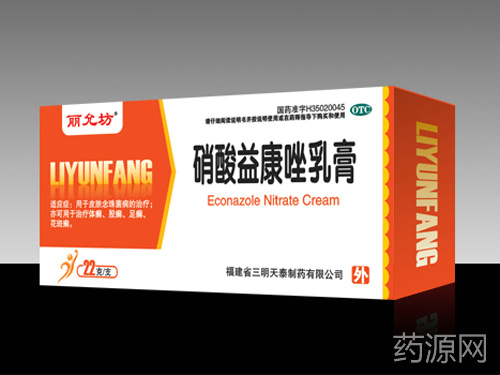 丽允坊®
LIYUNFANG
适应症：用于皮肤念珠菌病的治疗；
亦可用于治疗体癣、股癣、足癣、
花斑癣。
22克/支
国药准字H35020045
OTC
请仔细阅读说明书并按说明使用或在药师指导下购买和使用
硝酸益康唑乳膏
Econazole Nitrate Cream
福建省三明天泰制药有限公司
外
LIYUNFANG
药源网